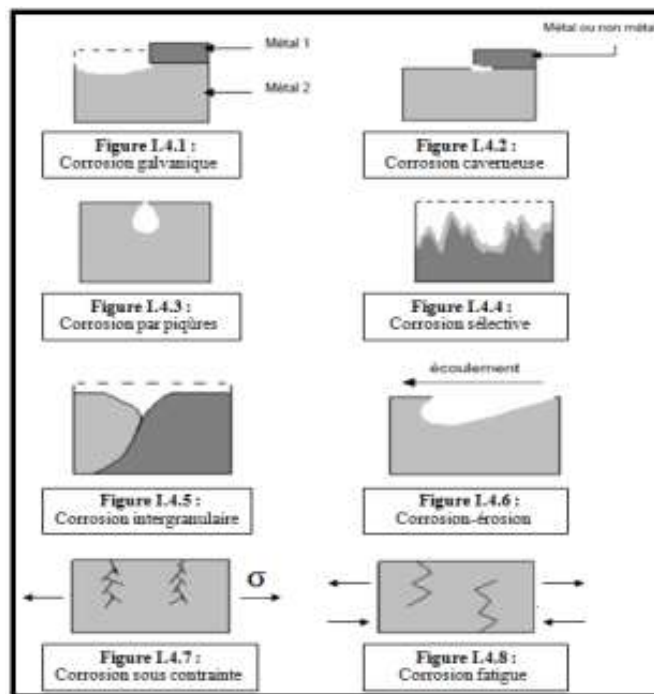 Métal 1
Métal 2
Figure I.4.1 :
Corrosion galvanique
Métal ou non métal
Figure I.4.2 :
Corrosion caverneuse
Figure I.4.3 :
Corrosion par piqûres
Figure I.4.4 :
Corrosion sélective
Figure I.4.5 :
Corrosion intergranulaire
écoulement
Figure I.4.6 :
Corrosion-érosion
σ
Figure I.4.7 :
Corrosion sous contrainte
Figure I.4.8 :
Corrosion fatigue